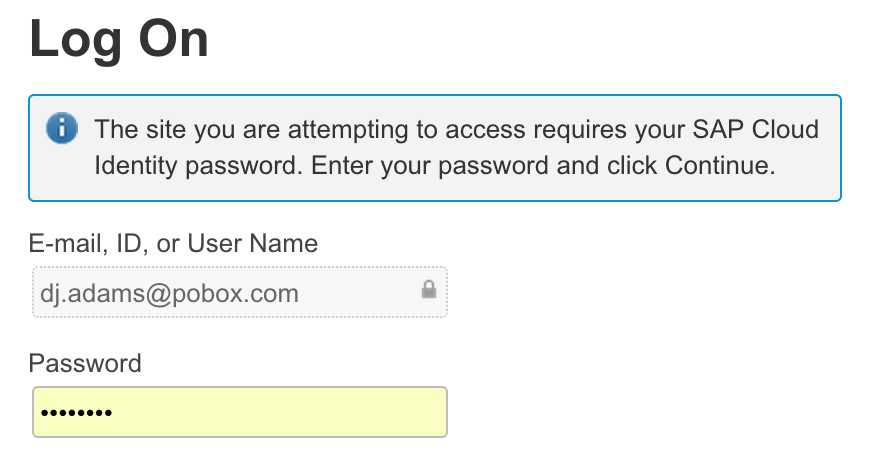 Log On
The site you are attempting to access requires your SAP Cloud
Identity password. Enter your password and click Continue.
E-mail, ID, or User Name
dj.adams@pobox.com
Password
••••••••